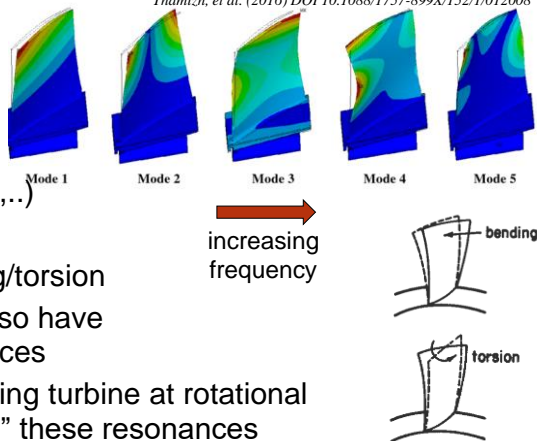 Thamizh, et al. (2016) DOI 10.1088/1757-899X/152/1/012008
Mode 1 Mode 2 Mode 3 Mode 4 Mode 5
,..)
increasing
frequency
bending
g/torsion
so have
ces
torsion
ing turbine at rotational
” these resonances